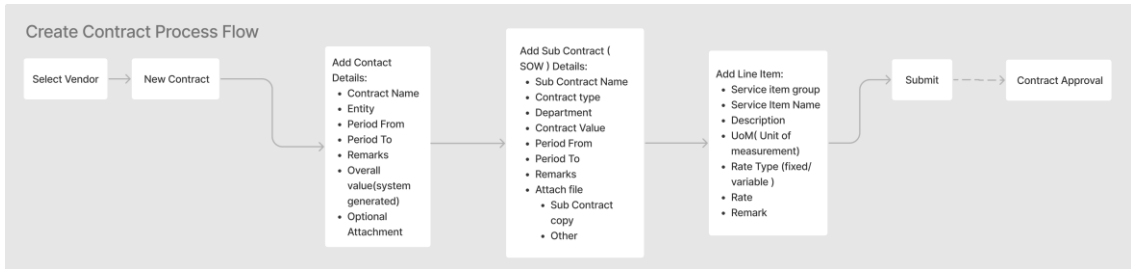 Create Contract Process Flow
Select Vendor
New Contract
Add Contact
Details:
• Contract Name
• Entity
• Period From
• Period To
• Remarks
• Overall
value(system
generated)
• Optional
Attachment
Add Sub Contract (
SOW ) Details:
• Sub Contract Name
• Contract type
• Department
• Contract Value
• Period From
• Period To
• Remarks
• Attach file
• Sub Contract
copy
• Other
Add Line Item:
• Service item group
• Service Item Name
• Description
• UoM( Unit of
measurement)
• Rate Type (fixed/
variable )
• Rate
• Remark
Submit
Contract Approval